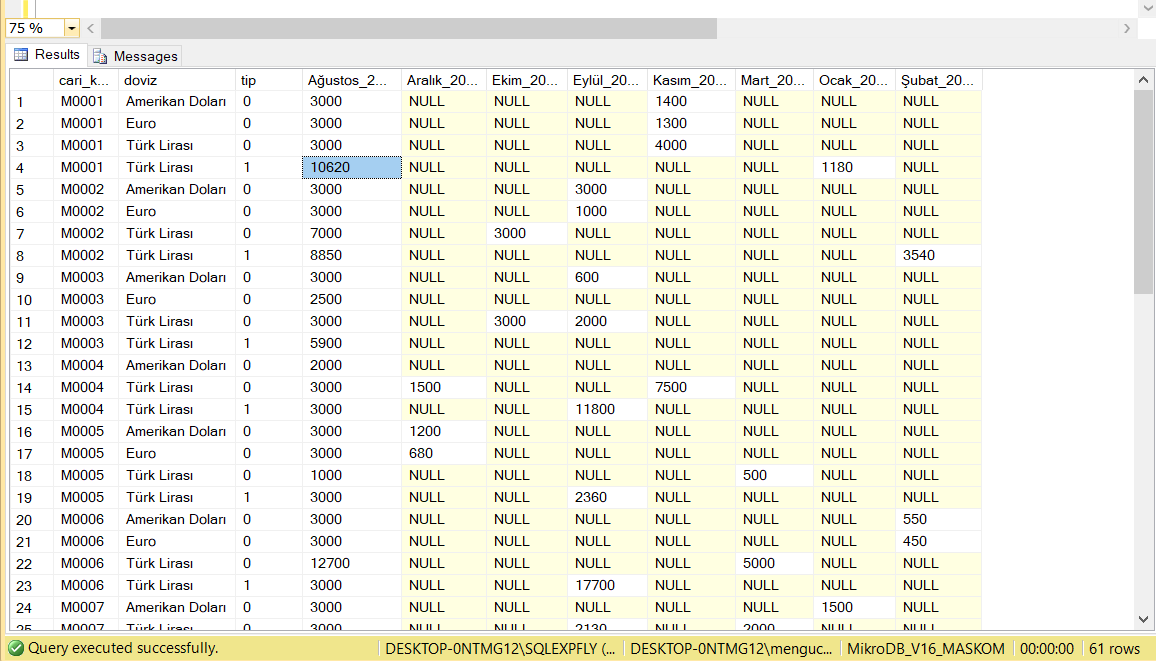 75 %
Results Messages
cari_k... doviz tip Ağustos_2... Aralık_20... Ekim_20... Eylül_20... Kasım_20... Mart_20... Ocak_20... Şubat_20...
1 M0001 Amerikan Doları 0 3000 NULL NULL NULL 1400 NULL NULL NULL
2 M0001 Euro 0 3000 NULL NULL NULL 1300 NULL NULL NULL
3 M0001 Türk Lirası 0 3000 NULL NULL NULL 4000 NULL NULL NULL
4 M0001 Türk Lirası 1 10620 NULL NULL NULL NULL NULL 1180 NULL
5 M0002 Amerikan Doları 0 3000 NULL NULL 3000 NULL NULL NULL NULL
6 M0002 Euro 0 3000 NULL NULL 1000 NULL NULL NULL NULL
7 M0002 Türk Lirası 0 7000 NULL 3000 NULL NULL NULL NULL NULL
8 M0002 Türk Lirası 1 8850 NULL NULL NULL NULL NULL NULL 3540
9 M0003 Amerikan Doları 0 3000 NULL NULL 600 NULL NULL NULL NULL
10 M0003 Euro 0 2500 NULL NULL NULL NULL NULL NULL NULL
11 M0003 Türk Lirası 0 3000 NULL 3000 2000 NULL NULL NULL NULL
12 M0003 Türk Lirası 1 5900 NULL NULL NULL NULL NULL NULL NULL
13 M0004 Amerikan Doları 0 2000 NULL NULL NULL NULL NULL NULL NULL
14 M0004 Türk Lirası 0 3000 1500 NULL NULL 7500 NULL NULL NULL
15 M0004 Türk Lirası 1 3000 NULL NULL 11800 NULL NULL NULL NULL
16 M0005 Amerikan Doları 0 3000 1200 NULL NULL NULL NULL NULL NULL
17 M0005 Euro 0 3000 680 NULL NULL NULL NULL NULL NULL
18 M0005 Türk Lirası 0 1000 NULL NULL NULL NULL 500 NULL NULL
19 M0005 Türk Lirası 1 3000 NULL NULL 2360 NULL NULL NULL NULL
20 M0006 Amerikan Doları 0 3000 NULL NULL NULL NULL NULL NULL 550
21 M0006 Euro 0 3000 NULL NULL NULL NULL NULL NULL 450
22 M0006 Türk Lirası 0 12700 NULL NULL NULL NULL 5000 NULL NULL
23 M0006 Türk Lirası 1 3000 NULL NULL 17700 NULL NULL NULL NULL
24 M0007 Amerikan Doları 0 3000 NULL NULL NULL NULL NULL 1500 NULL
25 M0007 Türk Lirası 0 3000 NULL NULL 2130 NULL 2000 NULL NULL
Query executed successfully. DESKTOP-0NTMG12\SQLEXPFLY (... DESKTOP-0NTMG12\menguc... MikroDB_V16_MASKOM 00:00:00 61 rows